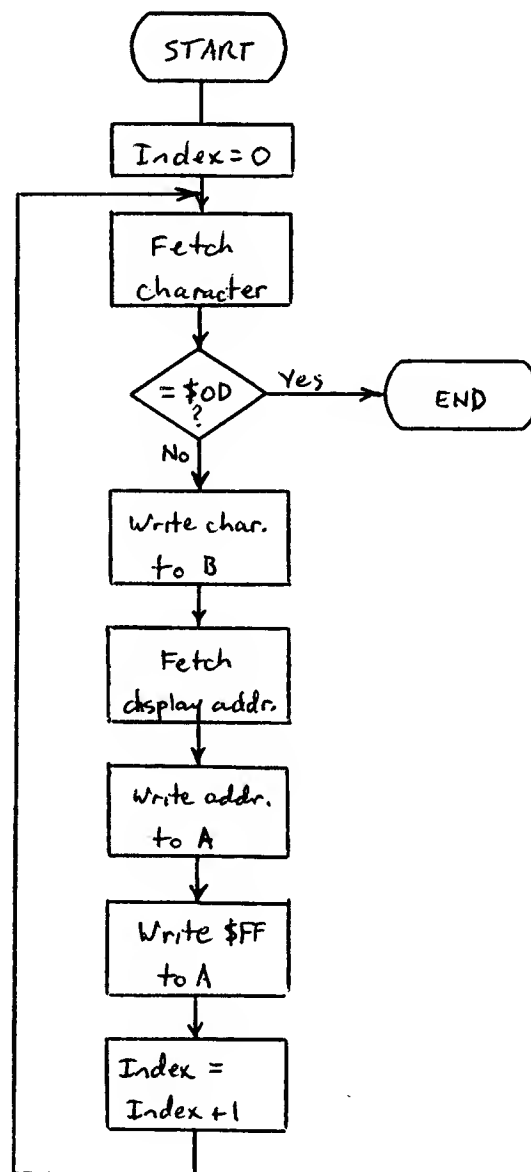 START
Index = 0
Fetch
character
= $0D
?
Yes
END
No
Write char.
to B
Fetch
display addr.
Write addr.
to A
Write $FF
to A
Index =
Index + 1